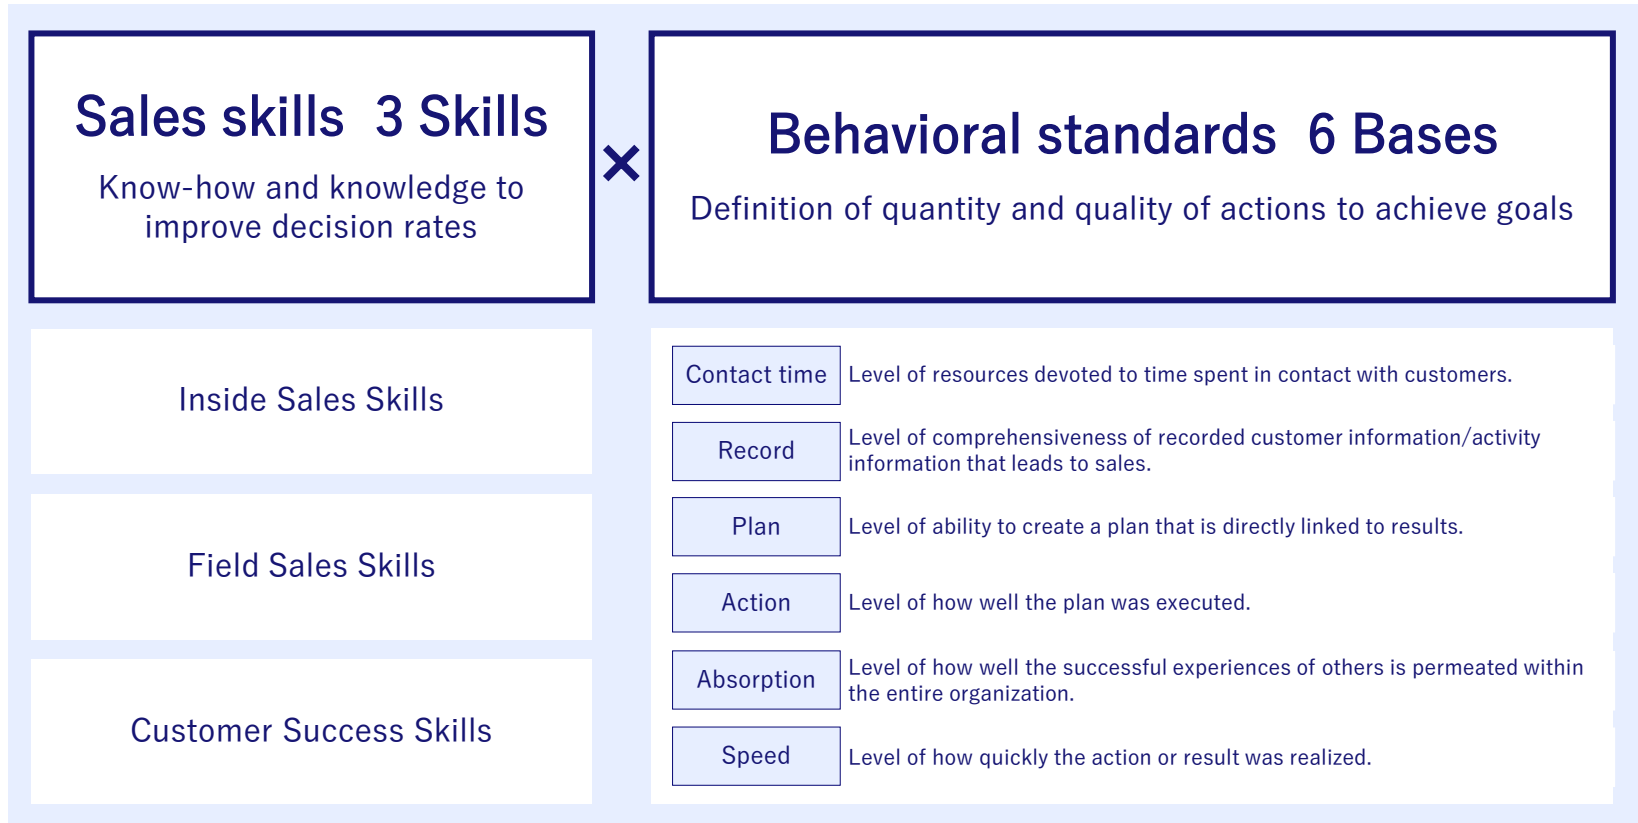 Sales skills 3 Skills
Know-how and knowledge to
improve decision rates
×
Behavioral standards 6 Bases
Definition of quantity and quality of actions to achieve goals
Inside Sales Skills
Field Sales Skills
Customer Success Skills
Contact time
Level of resources devoted to time spent in contact with customers.
Record
Level of comprehensiveness of recorded customer information/activity
information that leads to sales.
Plan
Level of ability to create a plan that is directly linked to results.
Action
Level of how well the plan was executed.
Absorption
Level of how well the successful experiences of others is permeated within
the entire organization.
Speed
Level of how quickly the action or result was realized.